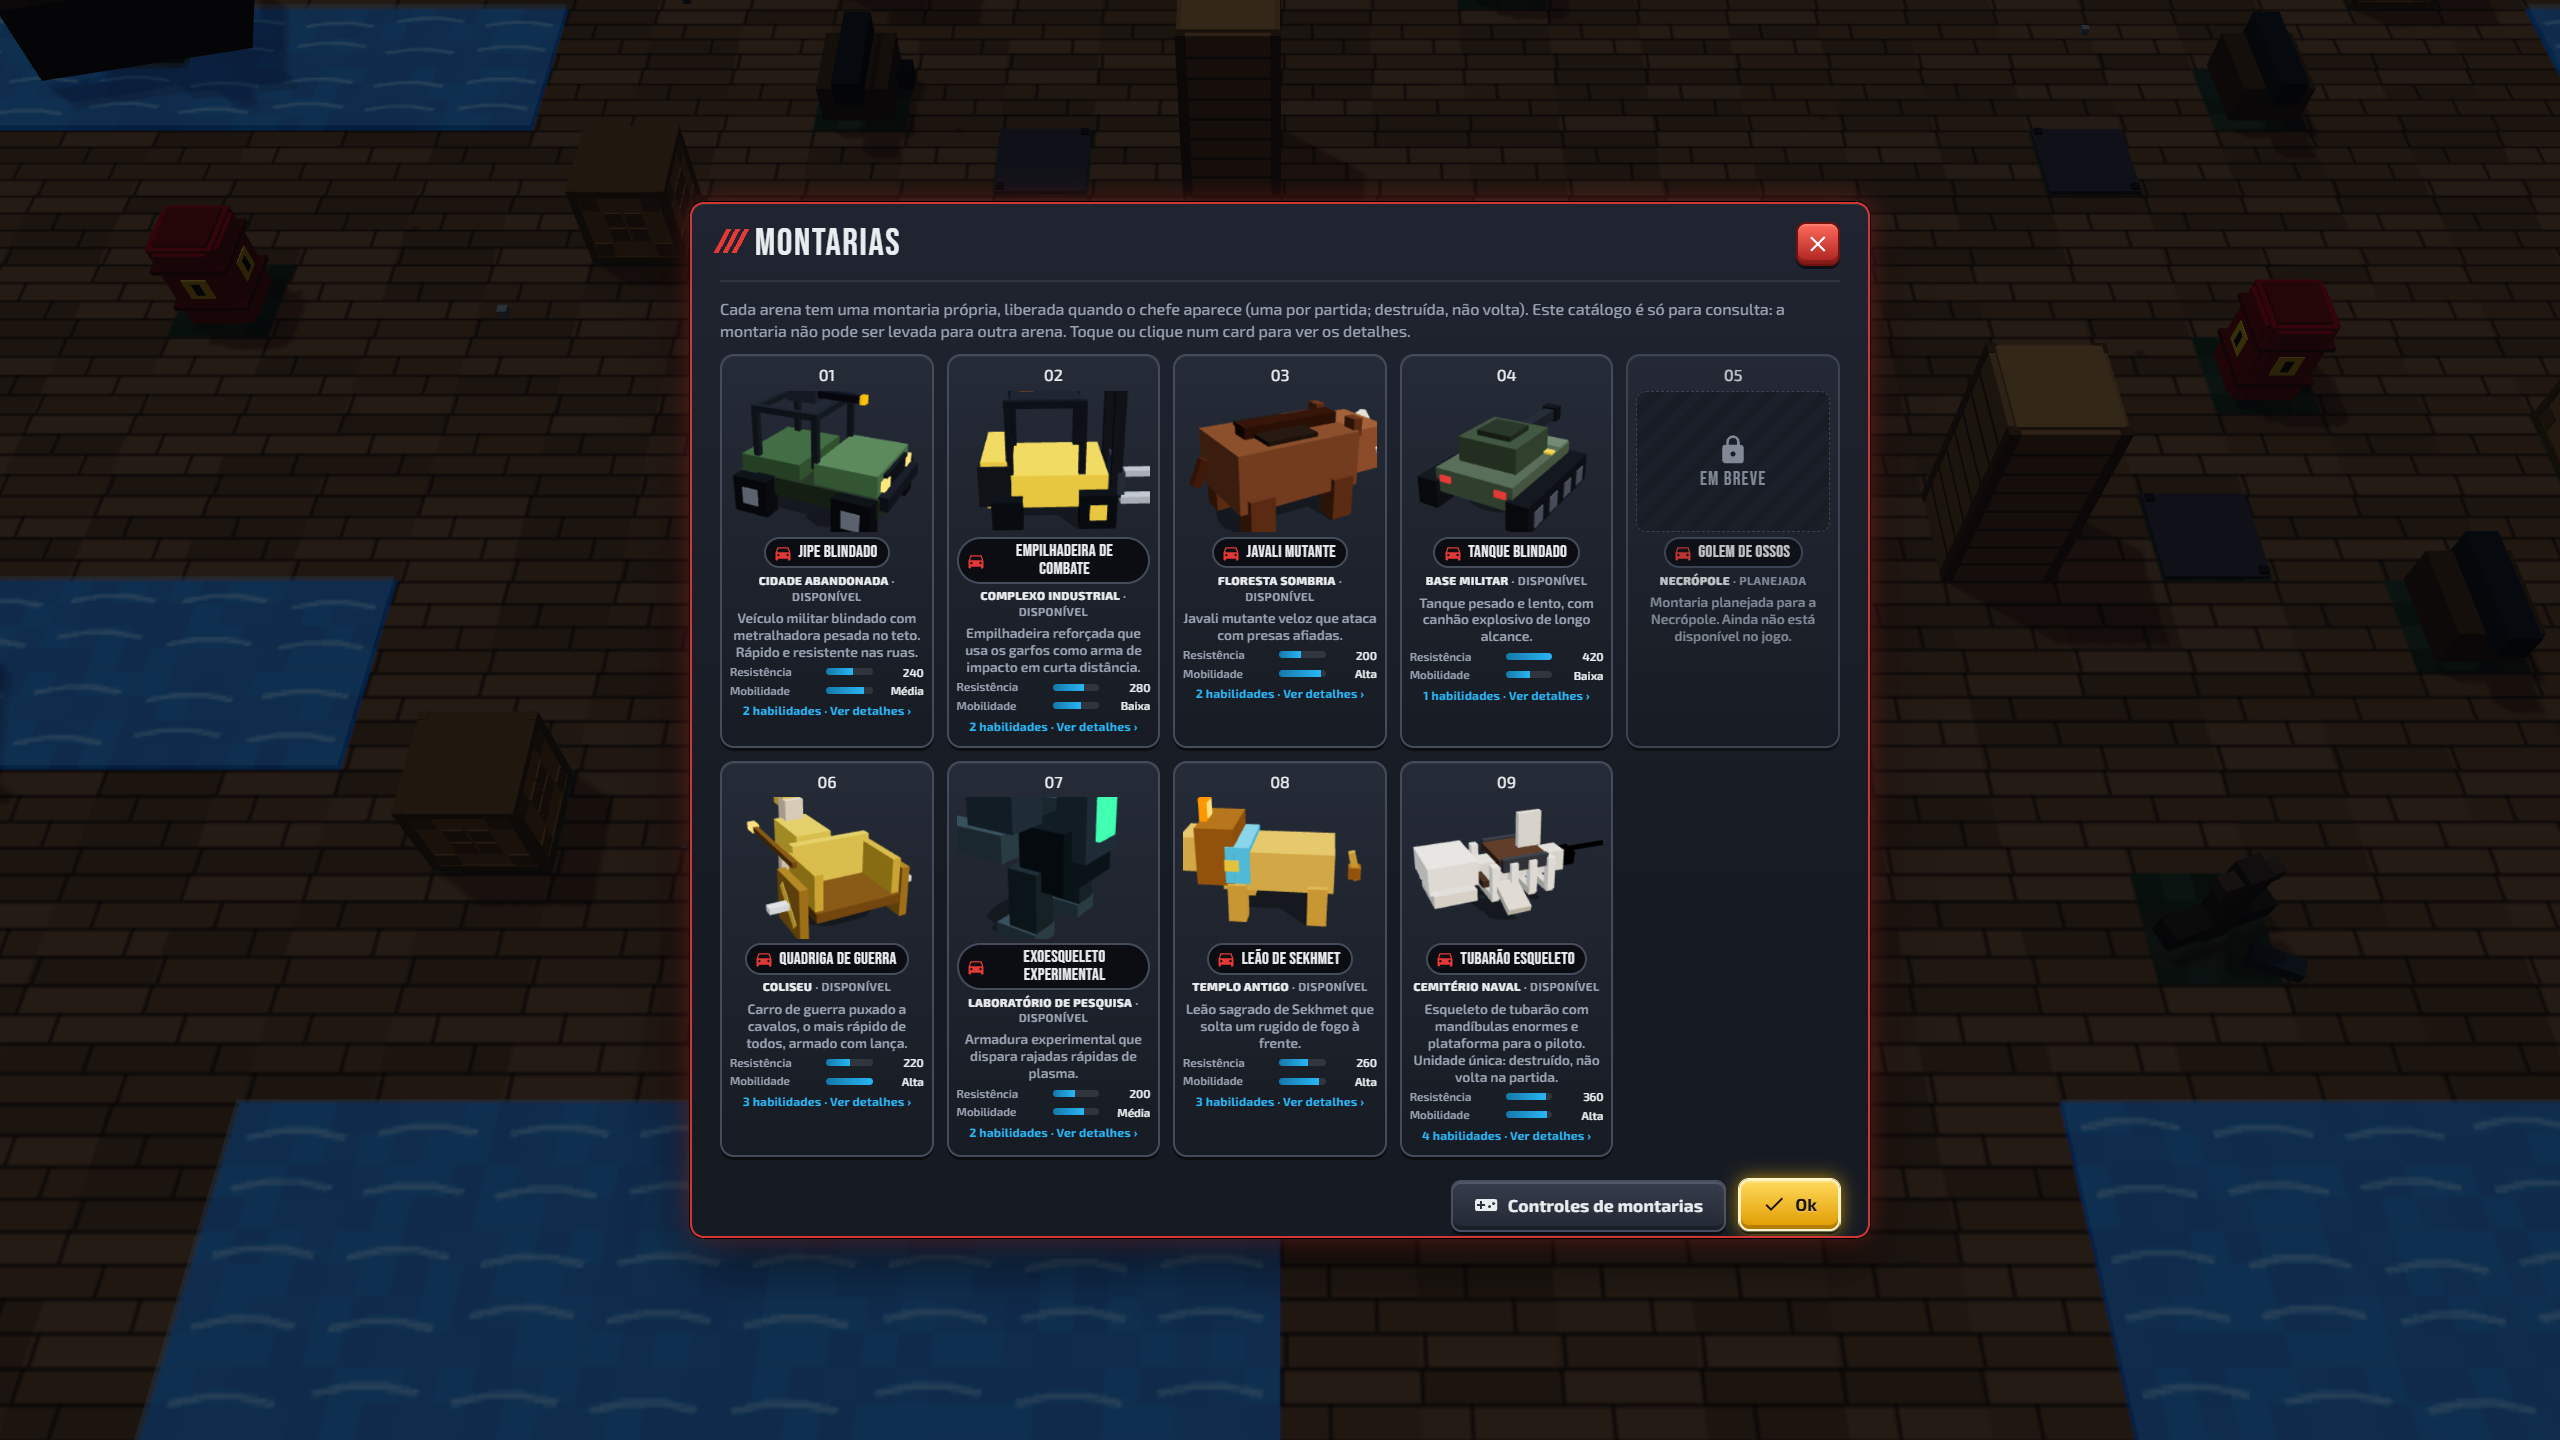 MONTARIAS
Cada arena tem uma montaria própria, liberada quando o chefe aparece (uma por partida; destruída, não volta). Este catálogo é só para consulta: a
montaria não pode ser levada para outra arena. Toque ou clique num card para ver os detalhes.
01
JIPE BLINDADO
CIDADE ABANDONADA ·
DISPONÍVEL
Veículo militar blindado com
metralhadora pesada no teto.
Rápido e resistente nas ruas.
Resistência 240
Mobilidade Média
2 habilidades · Ver detalhes ›
02
EMPILHADEIRA DE
COMBATE
COMPLEXO INDUSTRIAL ·
DISPONÍVEL
Empilhadeira reforçada que
usa os garfos como arma de
impacto em curta distância.
Resistência 280
Mobilidade Baixa
2 habilidades · Ver detalhes ›
03
JAVALI MUTANTE
FLORESTA SOMBRIA ·
DISPONÍVEL
Javali mutante veloz que ataca
com presas afiadas.
Resistência 200
Mobilidade Alta
2 habilidades · Ver detalhes ›
04
TANQUE BLINDADO
BASE MILITAR · DISPONÍVEL
Tanque pesado e lento, com
canhão explosivo de longo
alcance.
Resistência 420
Mobilidade Baixa
1 habilidades · Ver detalhes ›
05
EM BREVE
GOLEM DE OSSOS
NECRÓPOLE · PLANEJADA
Montaria planejada para a
Necrópole. Ainda não está
disponível no jogo.
06
QUADRIGA DE GUERRA
COLISEU · DISPONÍVEL
Carro de guerra puxado a
cavalos, o mais rápido de
todos, armado com lança.
Resistência 220
Mobilidade Alta
3 habilidades · Ver detalhes ›
07
EXOESQUELETO
EXPERIMENTAL
LABORATÓRIO DE PESQUISA ·
DISPONÍVEL
Armadura experimental que
dispara rajadas rápidas de
plasma.
Resistência 200
Mobilidade Média
2 habilidades · Ver detalhes ›
08
LEÃO DE SEKHMET
TEMPLO ANTIGO · DISPONÍVEL
Leão sagrado de Sekhmet que
solta um rugido de fogo à
frente.
Resistência 260
Mobilidade Alta
3 habilidades · Ver detalhes ›
09
TUBARÃO ESQUELETO
CEMITÉRIO NAVAL · DISPONÍVEL
Esqueleto de tubarão com
mandíbulas enormes e
plataforma para o piloto.
Unidade única: destruído, não
volta na partida.
Resistência 360
Mobilidade Alta
4 habilidades · Ver detalhes ›
Controles de montarias
Ok